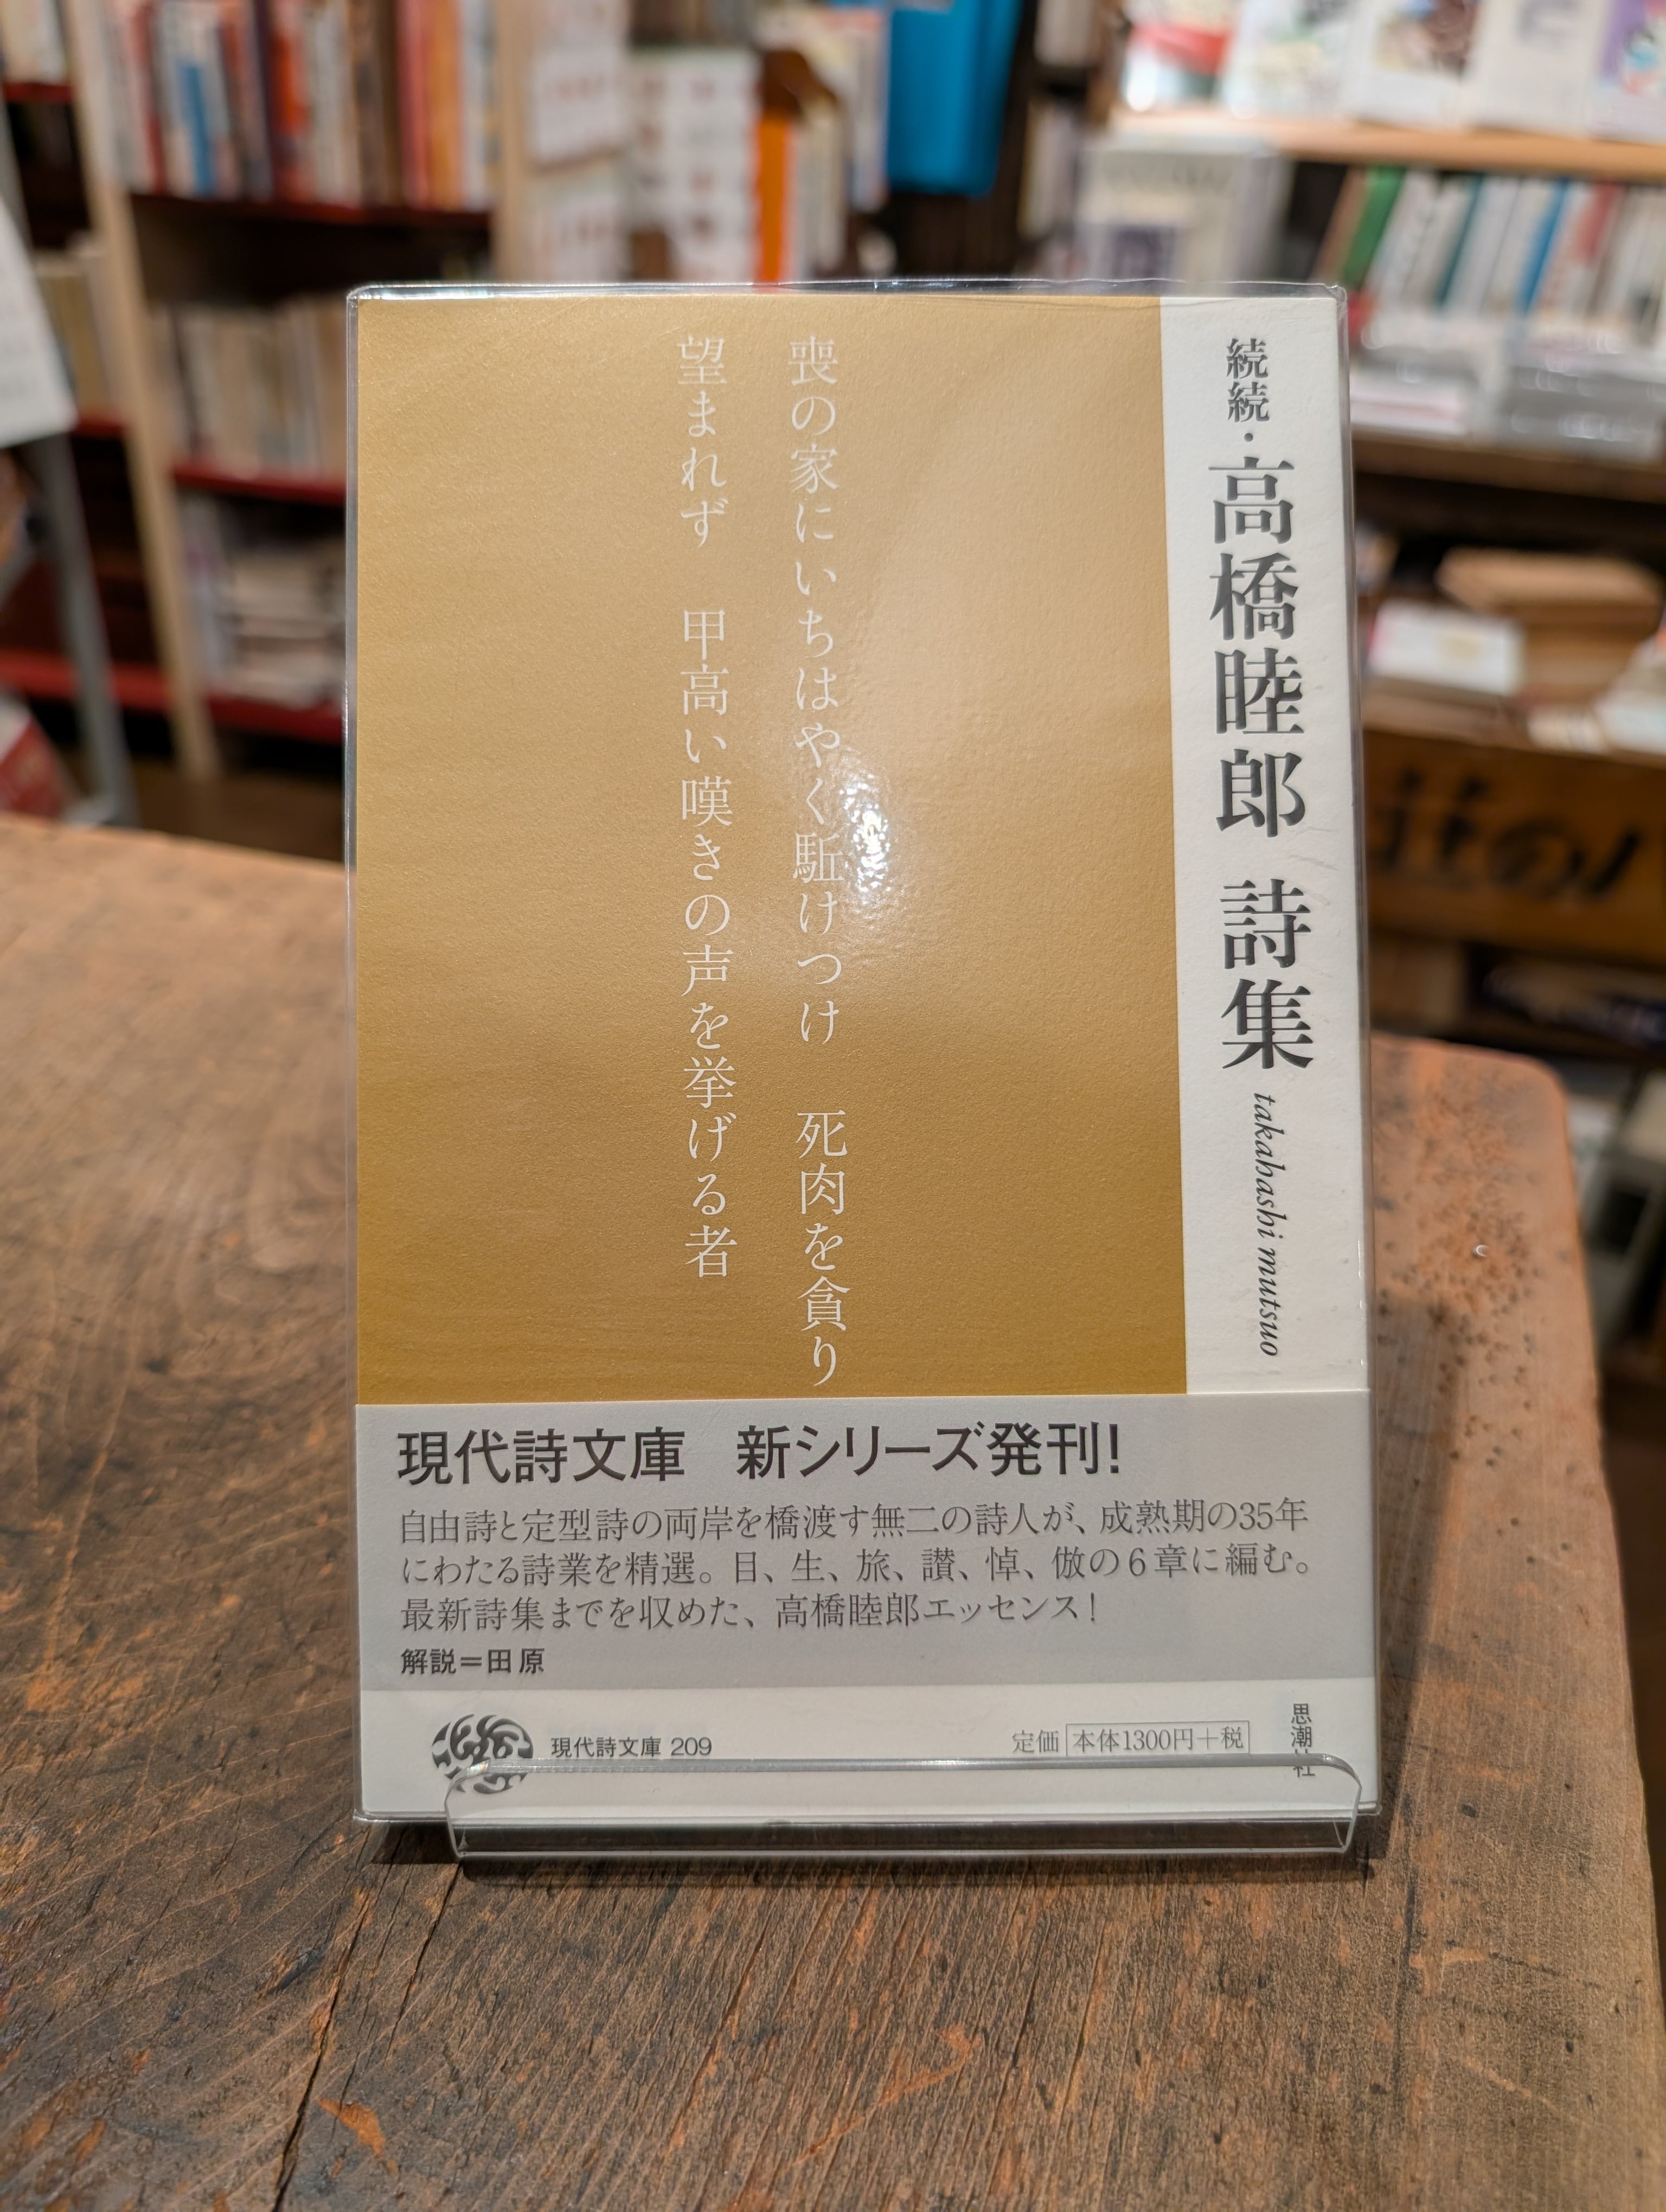 続続・高橋睦郎 詩集
takahashi mutsuo
喪の家にいちはやく駈けつけ 死肉を貪り
望まれず 甲高い嘆きの声を挙げる者
現代詩文庫 新シリーズ発刊!
自由詩と定型詩の両岸を橋渡す無二の詩人が、成熟期の35年
にわたる詩業を精選。目、生、旅、讃、悼、倣の6章に編む。
最新詩集までを収めた、高橋睦郎エッセンス!
解説=田原
現代詩文庫 209
定価 本体1300円+税
思潮社